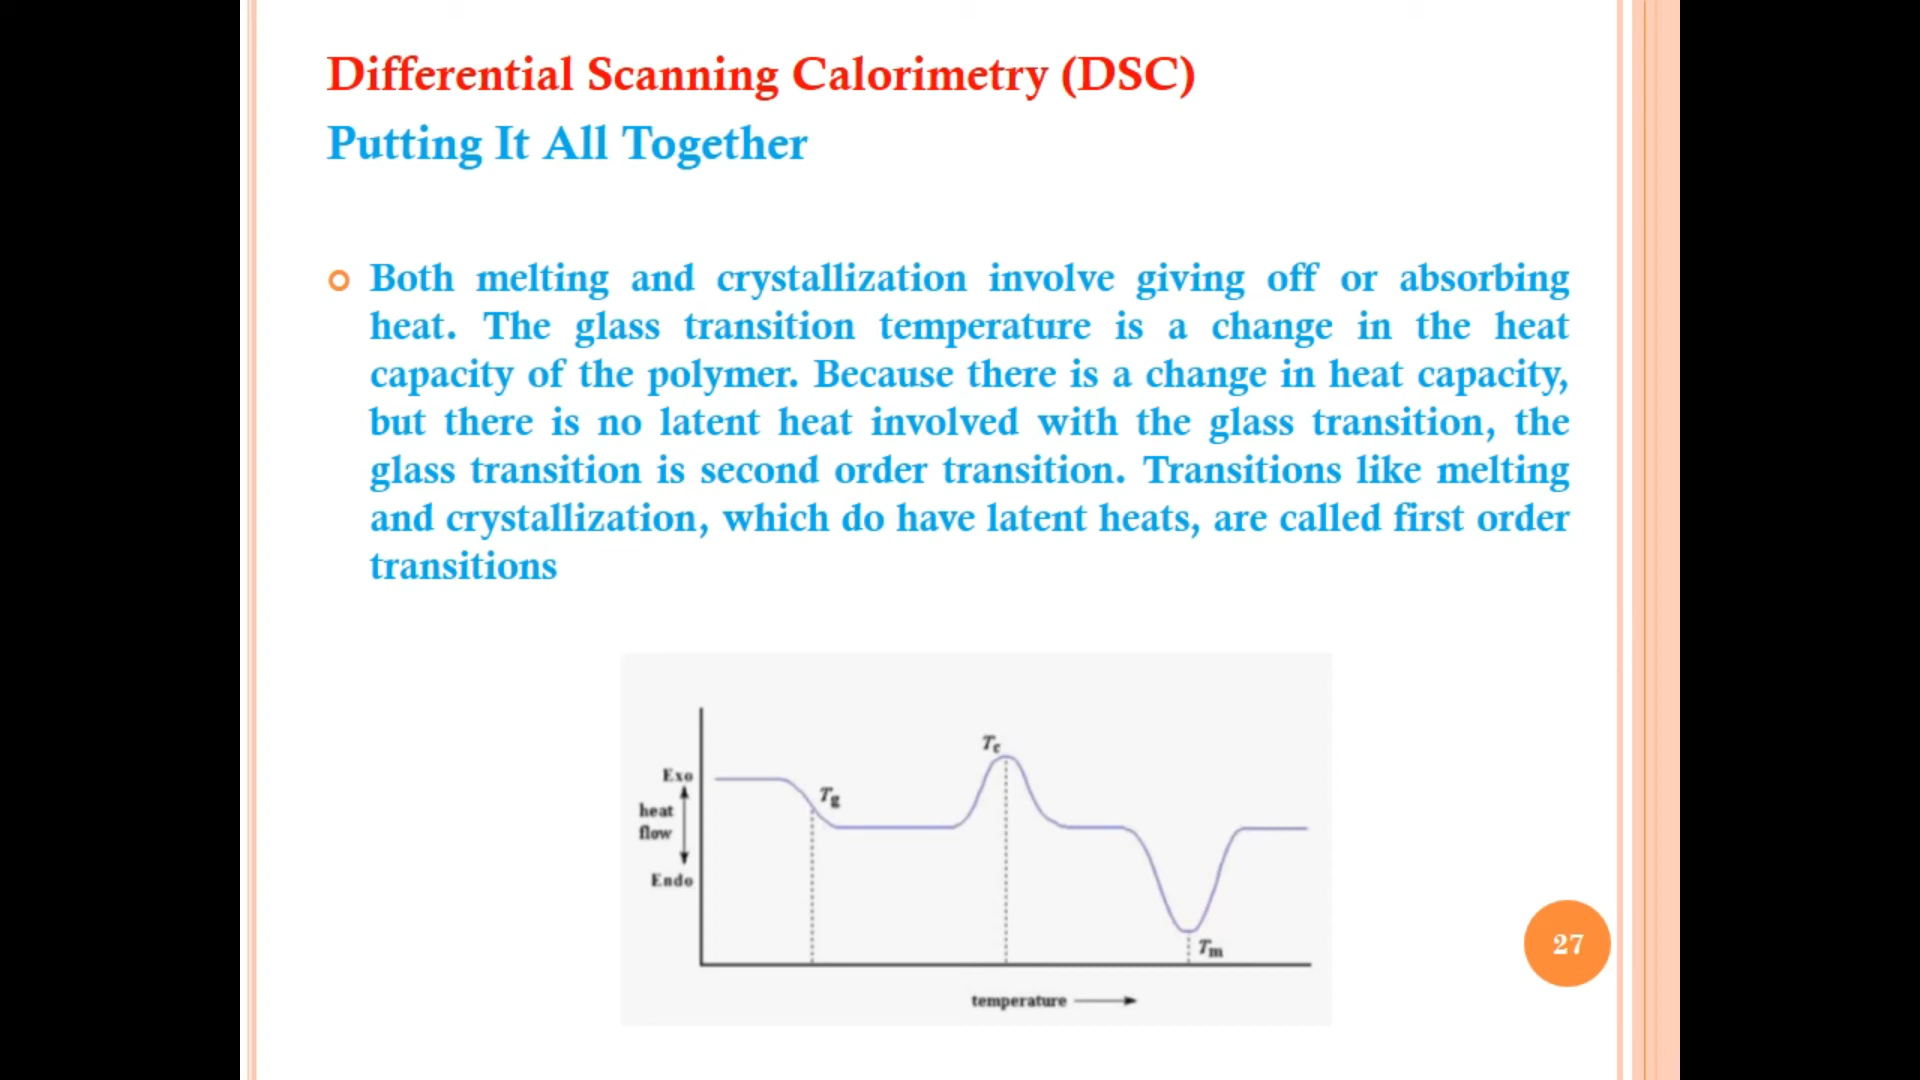 Differential Scanning Calorimetry (DSC)
Putting It All Together
Both melting and crystallization involve giving off or absorbing
heat. The glass transition temperature is a change in the heat
capacity of the polymer. Because there is a change in heat capacity,
but there is no latent heat involved with the glass transition, the
glass transition is second order transition. Transitions like melting
and crystallization, which do have latent heats, are called first order
transitions
Tc
Exo
Tg
heat
flow
Endo
Tm
temperature
27